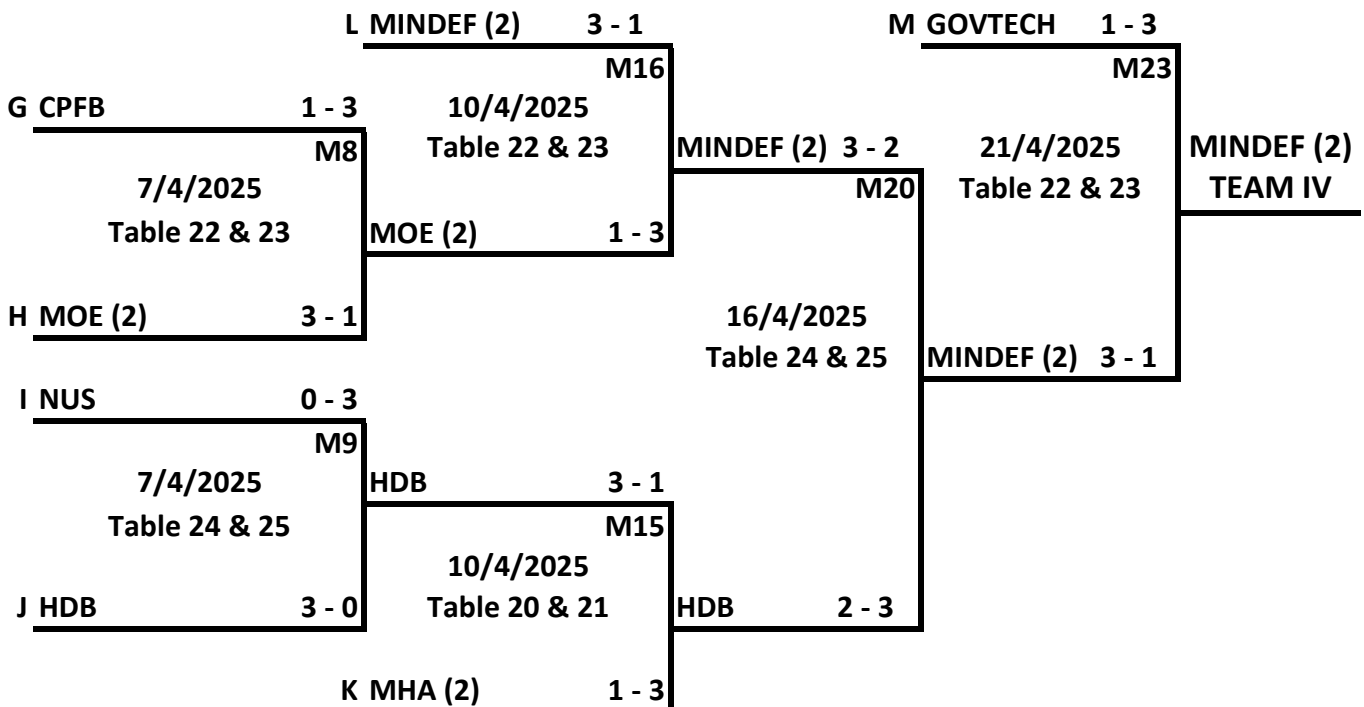 L MINDEF (2) 3 - 1 M GOVTECH 1 - 3
M16 M23
G CPFB 1 - 3 10/4/2025
M8 Table 22 & 23 MINDEF (2) 3 - 2 21/4/2025 MINDEF (2)
7/4/2025 M20 Table 22 & 23 TEAM IV
Table 22 & 23 MOE (2) 1 - 3
H MOE (2) 3 - 1 16/4/2025
Table 24 & 25 MINDEF (2) 3 - 1
I NUS 0 - 3
M9
7/4/2025 HDB 3 - 1
Table 24 & 25 M15
10/4/2025
J HDB 3 - 0 Table 20 & 21 HDB 2 - 3
K MHA (2) 1 - 3